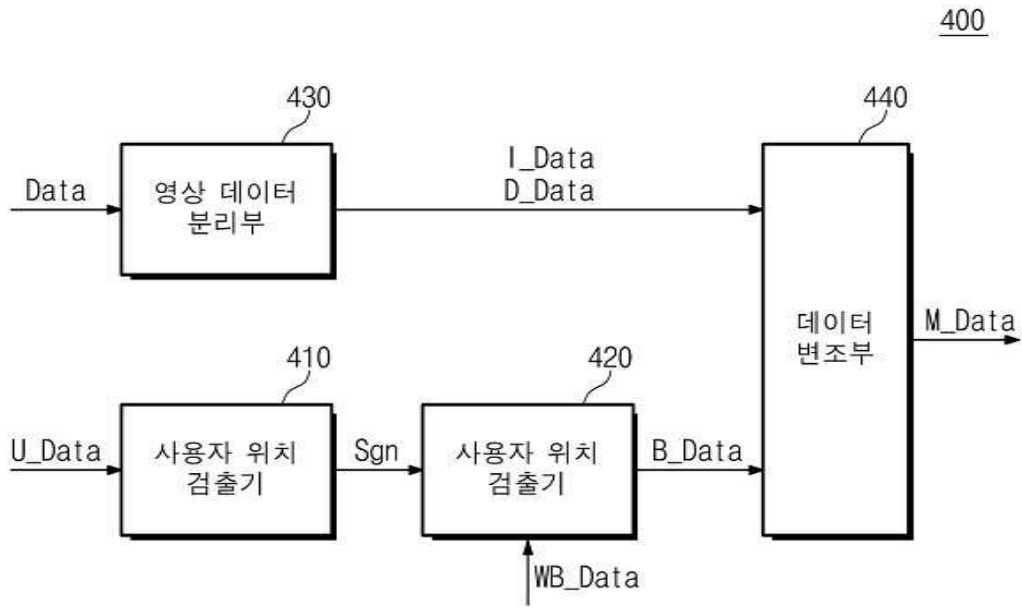 400
430
440
Data
영상 데이터
분리부
I_Data
D_Data
데이터
변조부
M_Data
410
420
U_Data
사용자 위치
검출기
Sgn
사용자 위치
검출기
B_Data
WB_Data